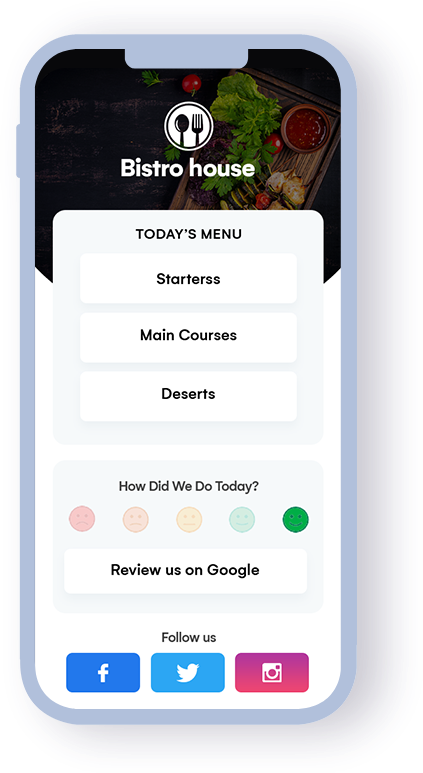 Bistro house
TODAY'S MENU
Starterss
Main Courses
Deserts
How Did We Do Today?
Review us on Google
Follow us
f